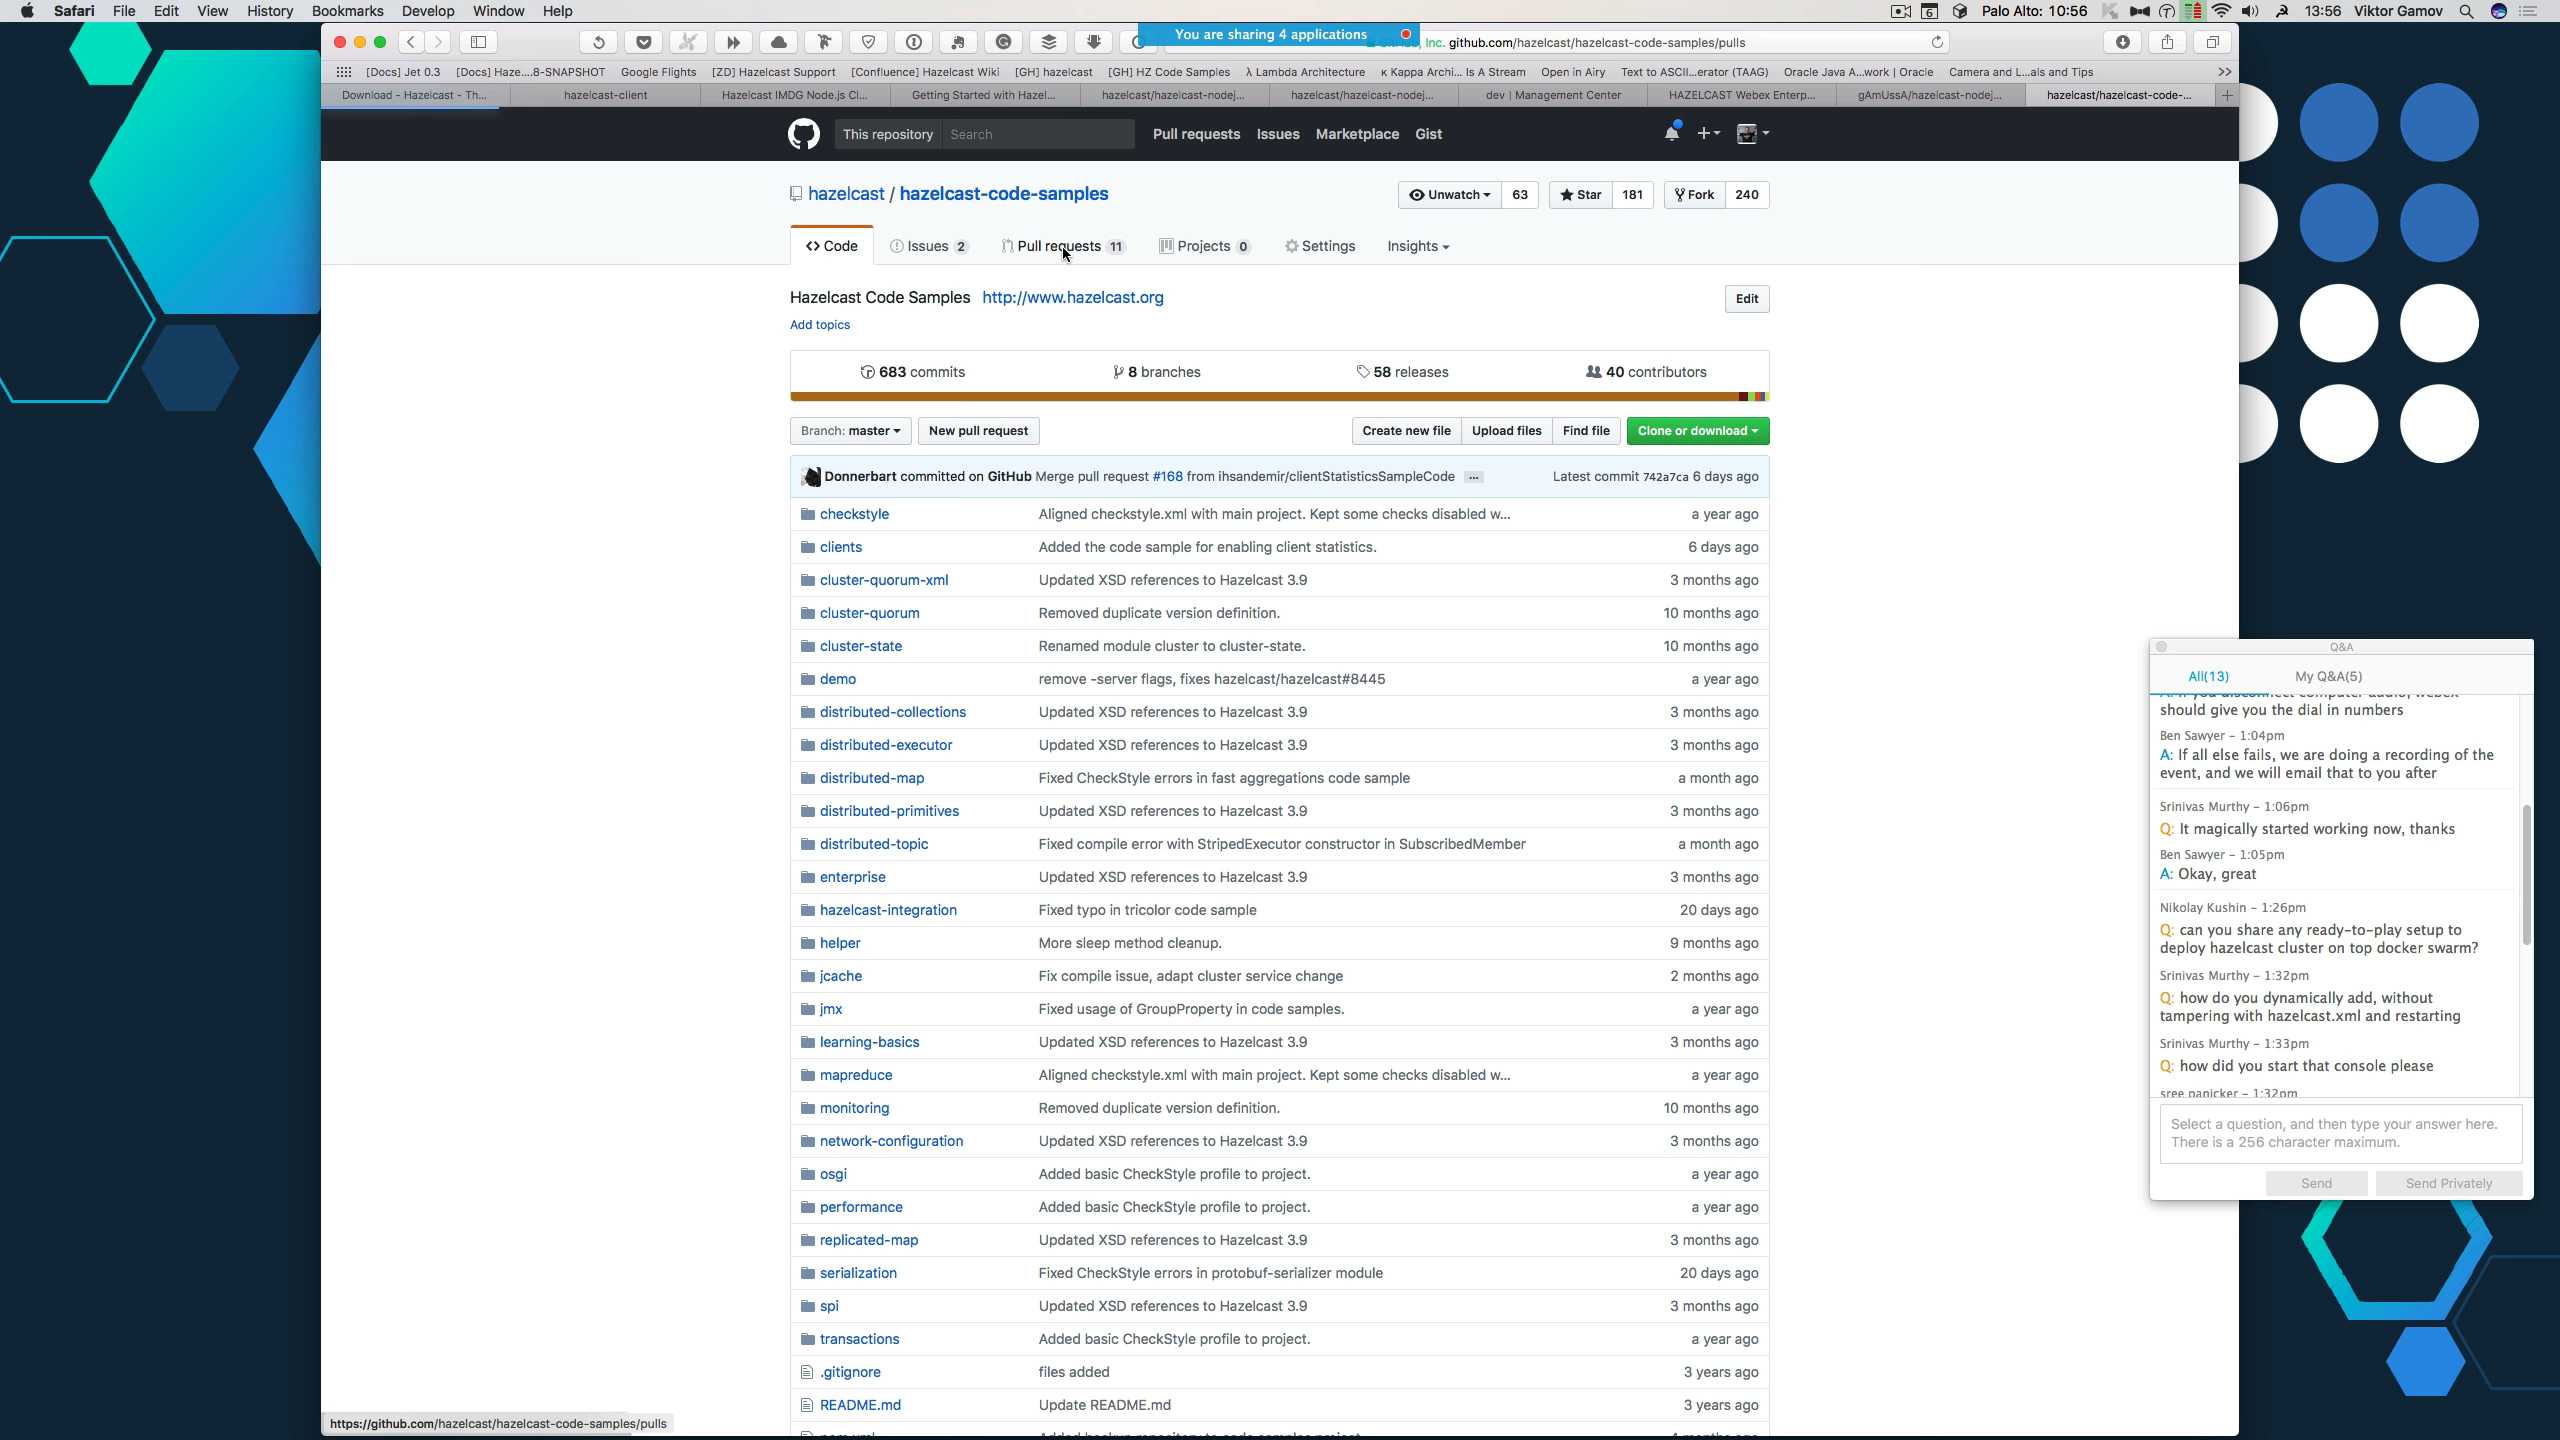 Safari File Edit View History Bookmarks Develop Window Help
6 Palo Alto: 10:56 13:56 Viktor Gamov
You are sharing 4 applications
Inc. github.com/hazelcast/hazelcast-code-samples/pulls
[Docs] Jet 0.3 [Docs] Haze....8-SNAPSHOT Google Flights [ZD] Hazelcast Support [Confluence] Hazelcast Wiki [GH] hazelcast [GH] HZ Code Samples λ Lambda Architecture κ Kappa Archi... Is A Stream Open in Airy Text to ASCII...erator (TAAG) Oracle Java A...work | Oracle Camera and L...als and Tips
Download - Hazelcast - Th... hazelcast-client Hazelcast IMDG Node.js Cl... Getting Started with Hazel... hazelcast/hazelcast-nodej... hazelcast/hazelcast-nodej... dev | Management Center HAZELCAST Webex Enterp... gAmUssA/hazelcast-nodej... hazelcast/hazelcast-code-...
This repository Search Pull requests Issues Marketplace Gist
hazelcast / hazelcast-code-samples
Unwatch 63 Star 181 Fork 240
Code Issues 2 Pull requests 11 Projects 0 Settings Insights
Hazelcast Code Samples http://www.hazelcast.org
Edit
Add topics
683 commits 8 branches 58 releases 40 contributors
Branch: master New pull request Create new file Upload files Find file Clone or download
Donnerbart committed on GitHub Merge pull request #168 from ihsandemir/clientStatisticsSampleCode ... Latest commit 742a7ca 6 days ago
checkstyle Aligned checkstyle.xml with main project. Kept some checks disabled w... a year ago
clients Added the code sample for enabling client statistics. 6 days ago
cluster-quorum-xml Updated XSD references to Hazelcast 3.9 3 months ago
cluster-quorum Removed duplicate version definition. 10 months ago
cluster-state Renamed module cluster to cluster-state. 10 months ago
demo remove -server flags, fixes hazelcast/hazelcast#8445 a year ago
distributed-collections Updated XSD references to Hazelcast 3.9 3 months ago
distributed-executor Updated XSD references to Hazelcast 3.9 3 months ago
distributed-map Fixed CheckStyle errors in fast aggregations code sample a month ago
distributed-primitives Updated XSD references to Hazelcast 3.9 3 months ago
distributed-topic Fixed compile error with StripedExecutor constructor in SubscribedMember a month ago
enterprise Updated XSD references to Hazelcast 3.9 3 months ago
hazelcast-integration Fixed typo in tricolor code sample 20 days ago
helper More sleep method cleanup. 9 months ago
jcache Fix compile issue, adapt cluster service change 2 months ago
jmx Fixed usage of GroupProperty in code samples. a year ago
learning-basics Updated XSD references to Hazelcast 3.9 3 months ago
mapreduce Aligned checkstyle.xml with main project. Kept some checks disabled w... a year ago
monitoring Removed duplicate version definition. 10 months ago
network-configuration Updated XSD references to Hazelcast 3.9 3 months ago
osgi Added basic CheckStyle profile to project. a year ago
performance Added basic CheckStyle profile to project. a year ago
replicated-map Updated XSD references to Hazelcast 3.9 3 months ago
serialization Fixed CheckStyle errors in protobuf-serializer module 20 days ago
spi Updated XSD references to Hazelcast 3.9 3 months ago
transactions Added basic CheckStyle profile to project. a year ago
.gitignore files added 3 years ago
README.md Update README.md 3 years ago
https://github.com/hazelcast/hazelcast-code-samples/pulls
Q&A
All(13) My Q&A(5)
should give you the dial in numbers
Ben Sawyer - 1:04pm
A: If all else fails, we are doing a recording of the
event, and we will email that to you after
Srinivas Murthy - 1:06pm
Q: It magically started working now, thanks
Ben Sawyer - 1:05pm
A: Okay, great
Nikolay Kushin - 1:26pm
Q: can you share any ready-to-play setup to
deploy hazelcast cluster on top docker swarm?
Srinivas Murthy - 1:32pm
Q: how do you dynamically add, without
tampering with hazelcast.xml and restarting
Srinivas Murthy - 1:33pm
Q: how did you start that console please
sree panicker - 1:32pm
Select a question, and then type your answer here.
There is a 256 character maximum.
Send Send Privately